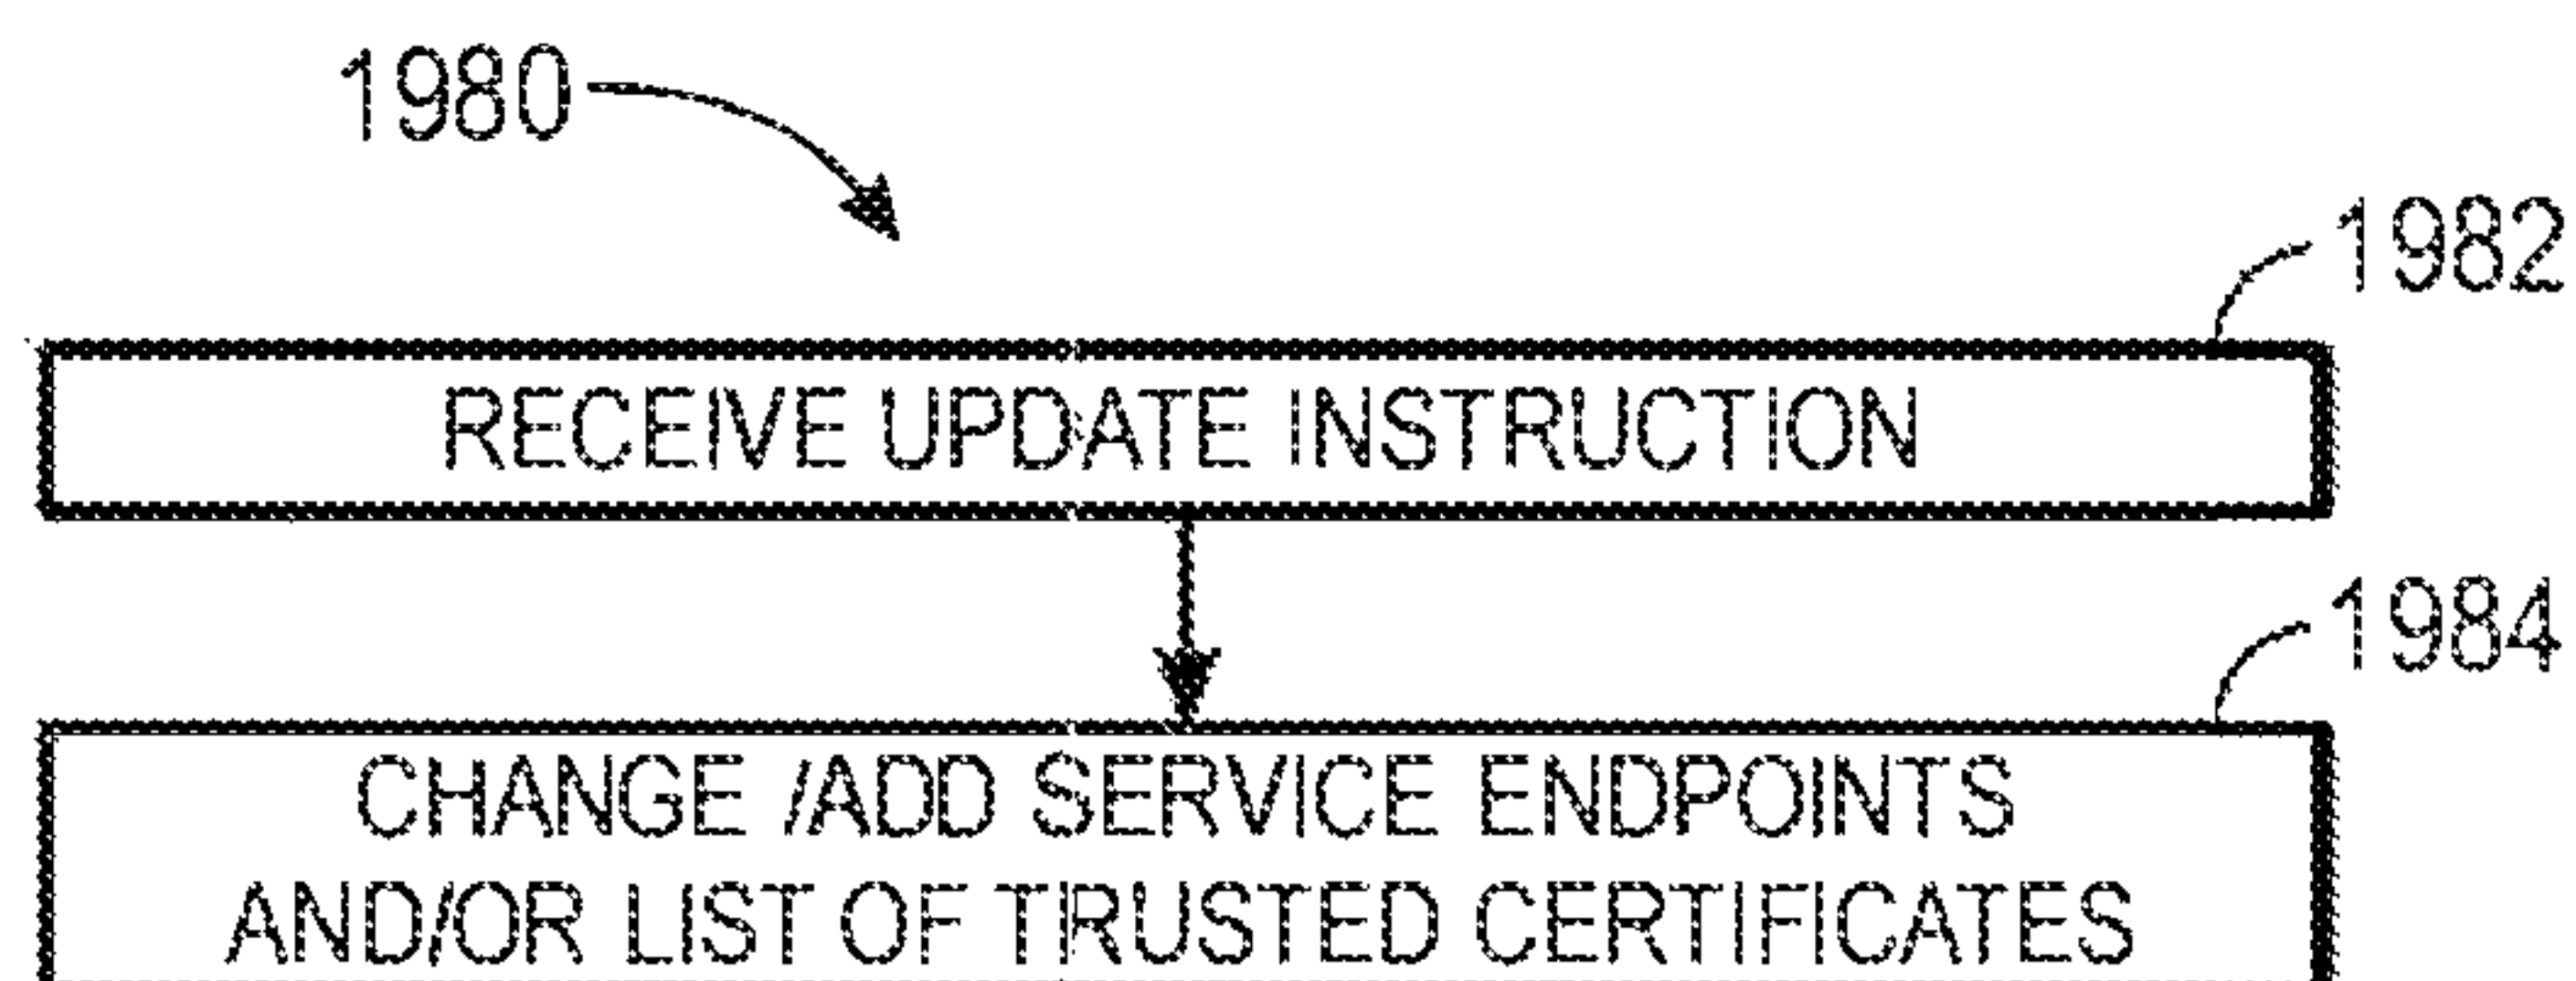 1980
1982
RECEIVE UPDATE INSTRUCTION
1984
CHANGE /ADD SERVICE ENDPOINTS
AND/OR LIST OF TRUSTED CERTIFICATES